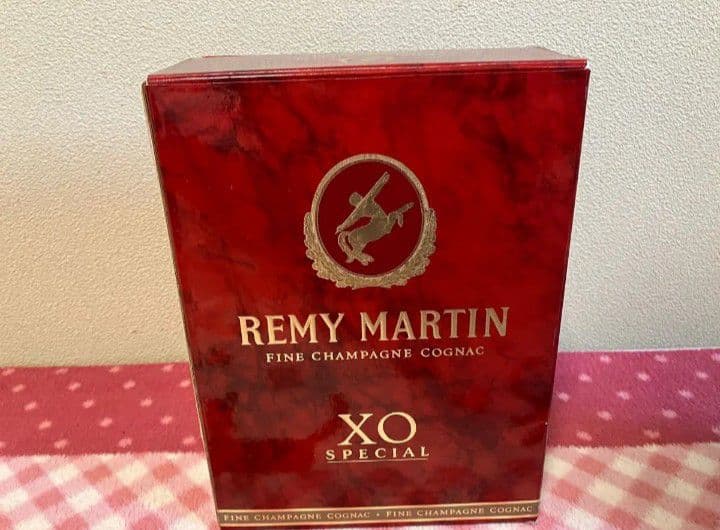 REMY MARTIN
FINE CHAMPAGNE COGNAC
XO
SPECIAL
FINE CHAMPAGNE COGNAC • FINE CHAMPAGNE COGNAC